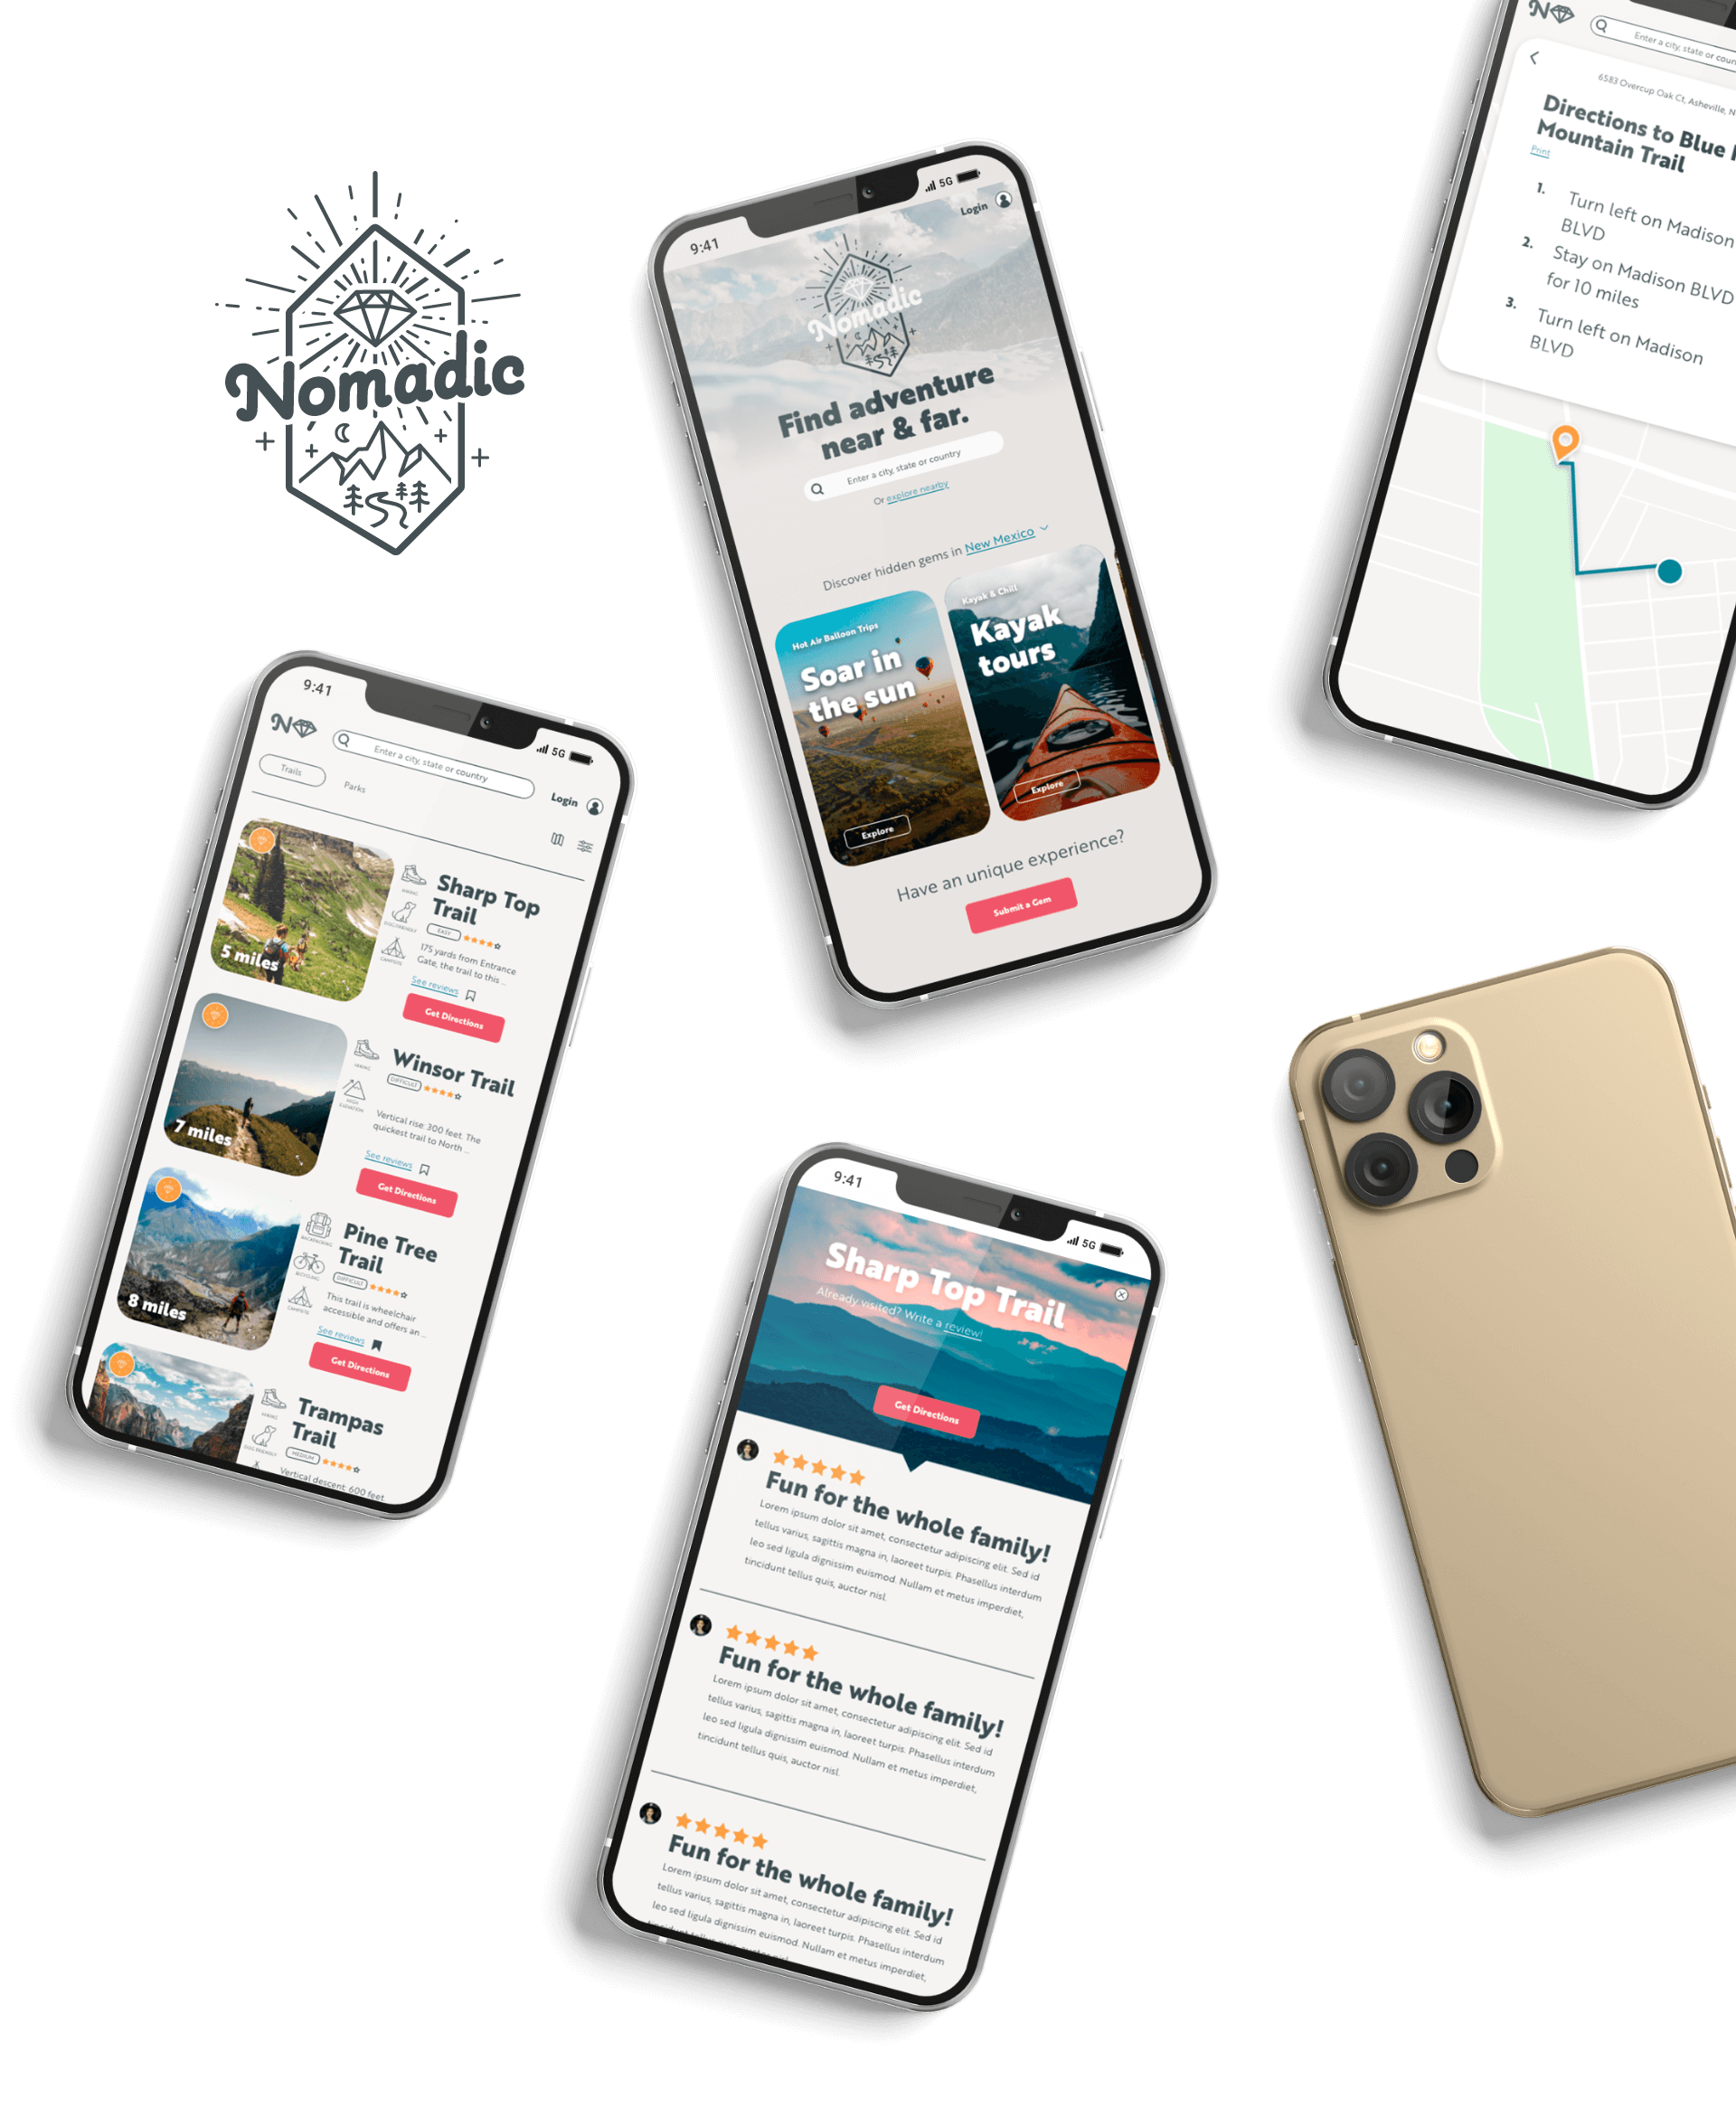 Nomadic
9:41
5G
Login
Nomadic
Find adventure
near & far.
Enter a city, state or country
Or explore nearby
Discover hidden gems in New Mexico
Hot Air Balloon Trips
Soar in
the sun
Explore
Kayak & Chill
Kayak
tours
Explore
Have an unique experience?
Submit a Gem
N
Enter a city, state or coun
6583 Overcup Oak Ct, Asheville, N
Directions to Blue
Mountain Trail
Print
1. Turn left on Madison
BLVD
2. Stay on Madison BLVD
for 10 miles
3. Turn left on Madison
BLVD
9:41
5G
N
Enter a city, state or country
Login
Trails
Parks
5 miles
HIKING
DOG FRIENDLY
CAMPSITE
Sharp Top
Trail
EASY
175 yards from Entrance
Gate, the trail to this ...
See reviews
Get Directions
7 miles
HIKING
HIGH
ELEVATION
Winsor Trail
DIFFICULT
Vertical rise: 300 feet. The
quickest trail to North ...
See reviews
Get Directions
8 miles
BACKPACKING
BICYCLING
CAMPSITE
Pine Tree
Trail
DIFFICULT
This trail is wheelchair
accessible and offers an ...
See reviews
Get Directions
HIKING
DOG FRIENDLY
Trampas
Trail
MEDIUM
Vertical descent: 600 feet
9:41
5G
Sharp Top Trail
Already visited? Write a review!
Get Directions
Fun for the whole family!
Lorem ipsum dolor sit amet, consectetur adipiscing elit. Sed id
tellus varius, sagittis magna in, laoreet turpis. Phasellus interdum
leo sed ligula dignissim euismod. Nullam et metus imperdiet,
tincidunt tellus quis, auctor nisl.
Fun for the whole family!
Lorem ipsum dolor sit amet, consectetur adipiscing elit. Sed id
tellus varius, sagittis magna in, laoreet turpis. Phasellus interdum
leo sed ligula dignissim euismod. Nullam et metus imperdiet,
tincidunt tellus quis, auctor nisl.
Fun for the whole family!
Lorem ipsum dolor sit amet, consectetur adipiscing elit. Sed id
tellus varius, sagittis magna in, laoreet turpis. Phasellus interdum
leo sed ligula dignissim euismod. Nullam et metus imperdiet,